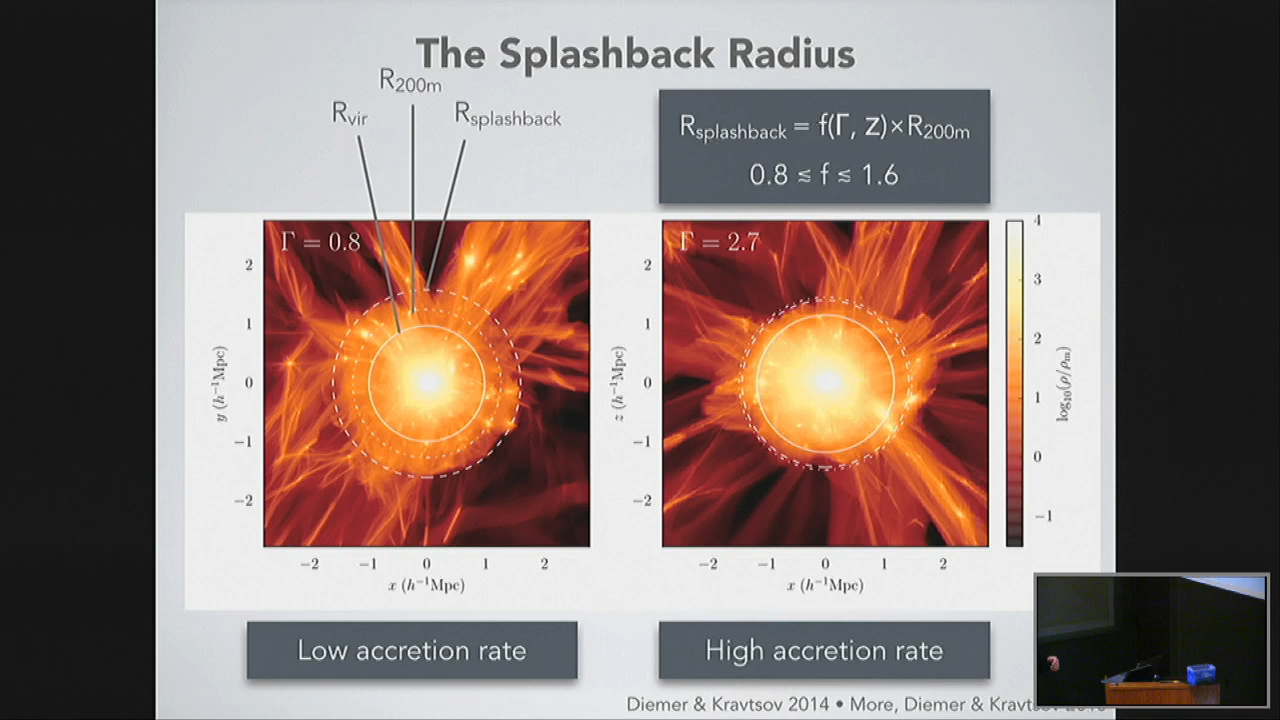 The Splashback Radius
R200m
Rvir
Rsplashback
Rsplashback = f(Γ, z)×R200m
0.8 ≲ f ≲ 1.6
Γ = 0.8
2
1
0
−1
−2
y (h⁻¹Mpc)
−2 −1 0 1 2
x (h⁻¹Mpc)
Γ = 2.7
2
1
0
−1
−2
z (h⁻¹Mpc)
−2 −1 0 1 2
x (h⁻¹Mpc)
4
3
2
1
0
−1
log₁₀(ρ/ρm)
Low accretion rate
High accretion rate
Diemer & Kravtsov 2014 • More, Diemer &